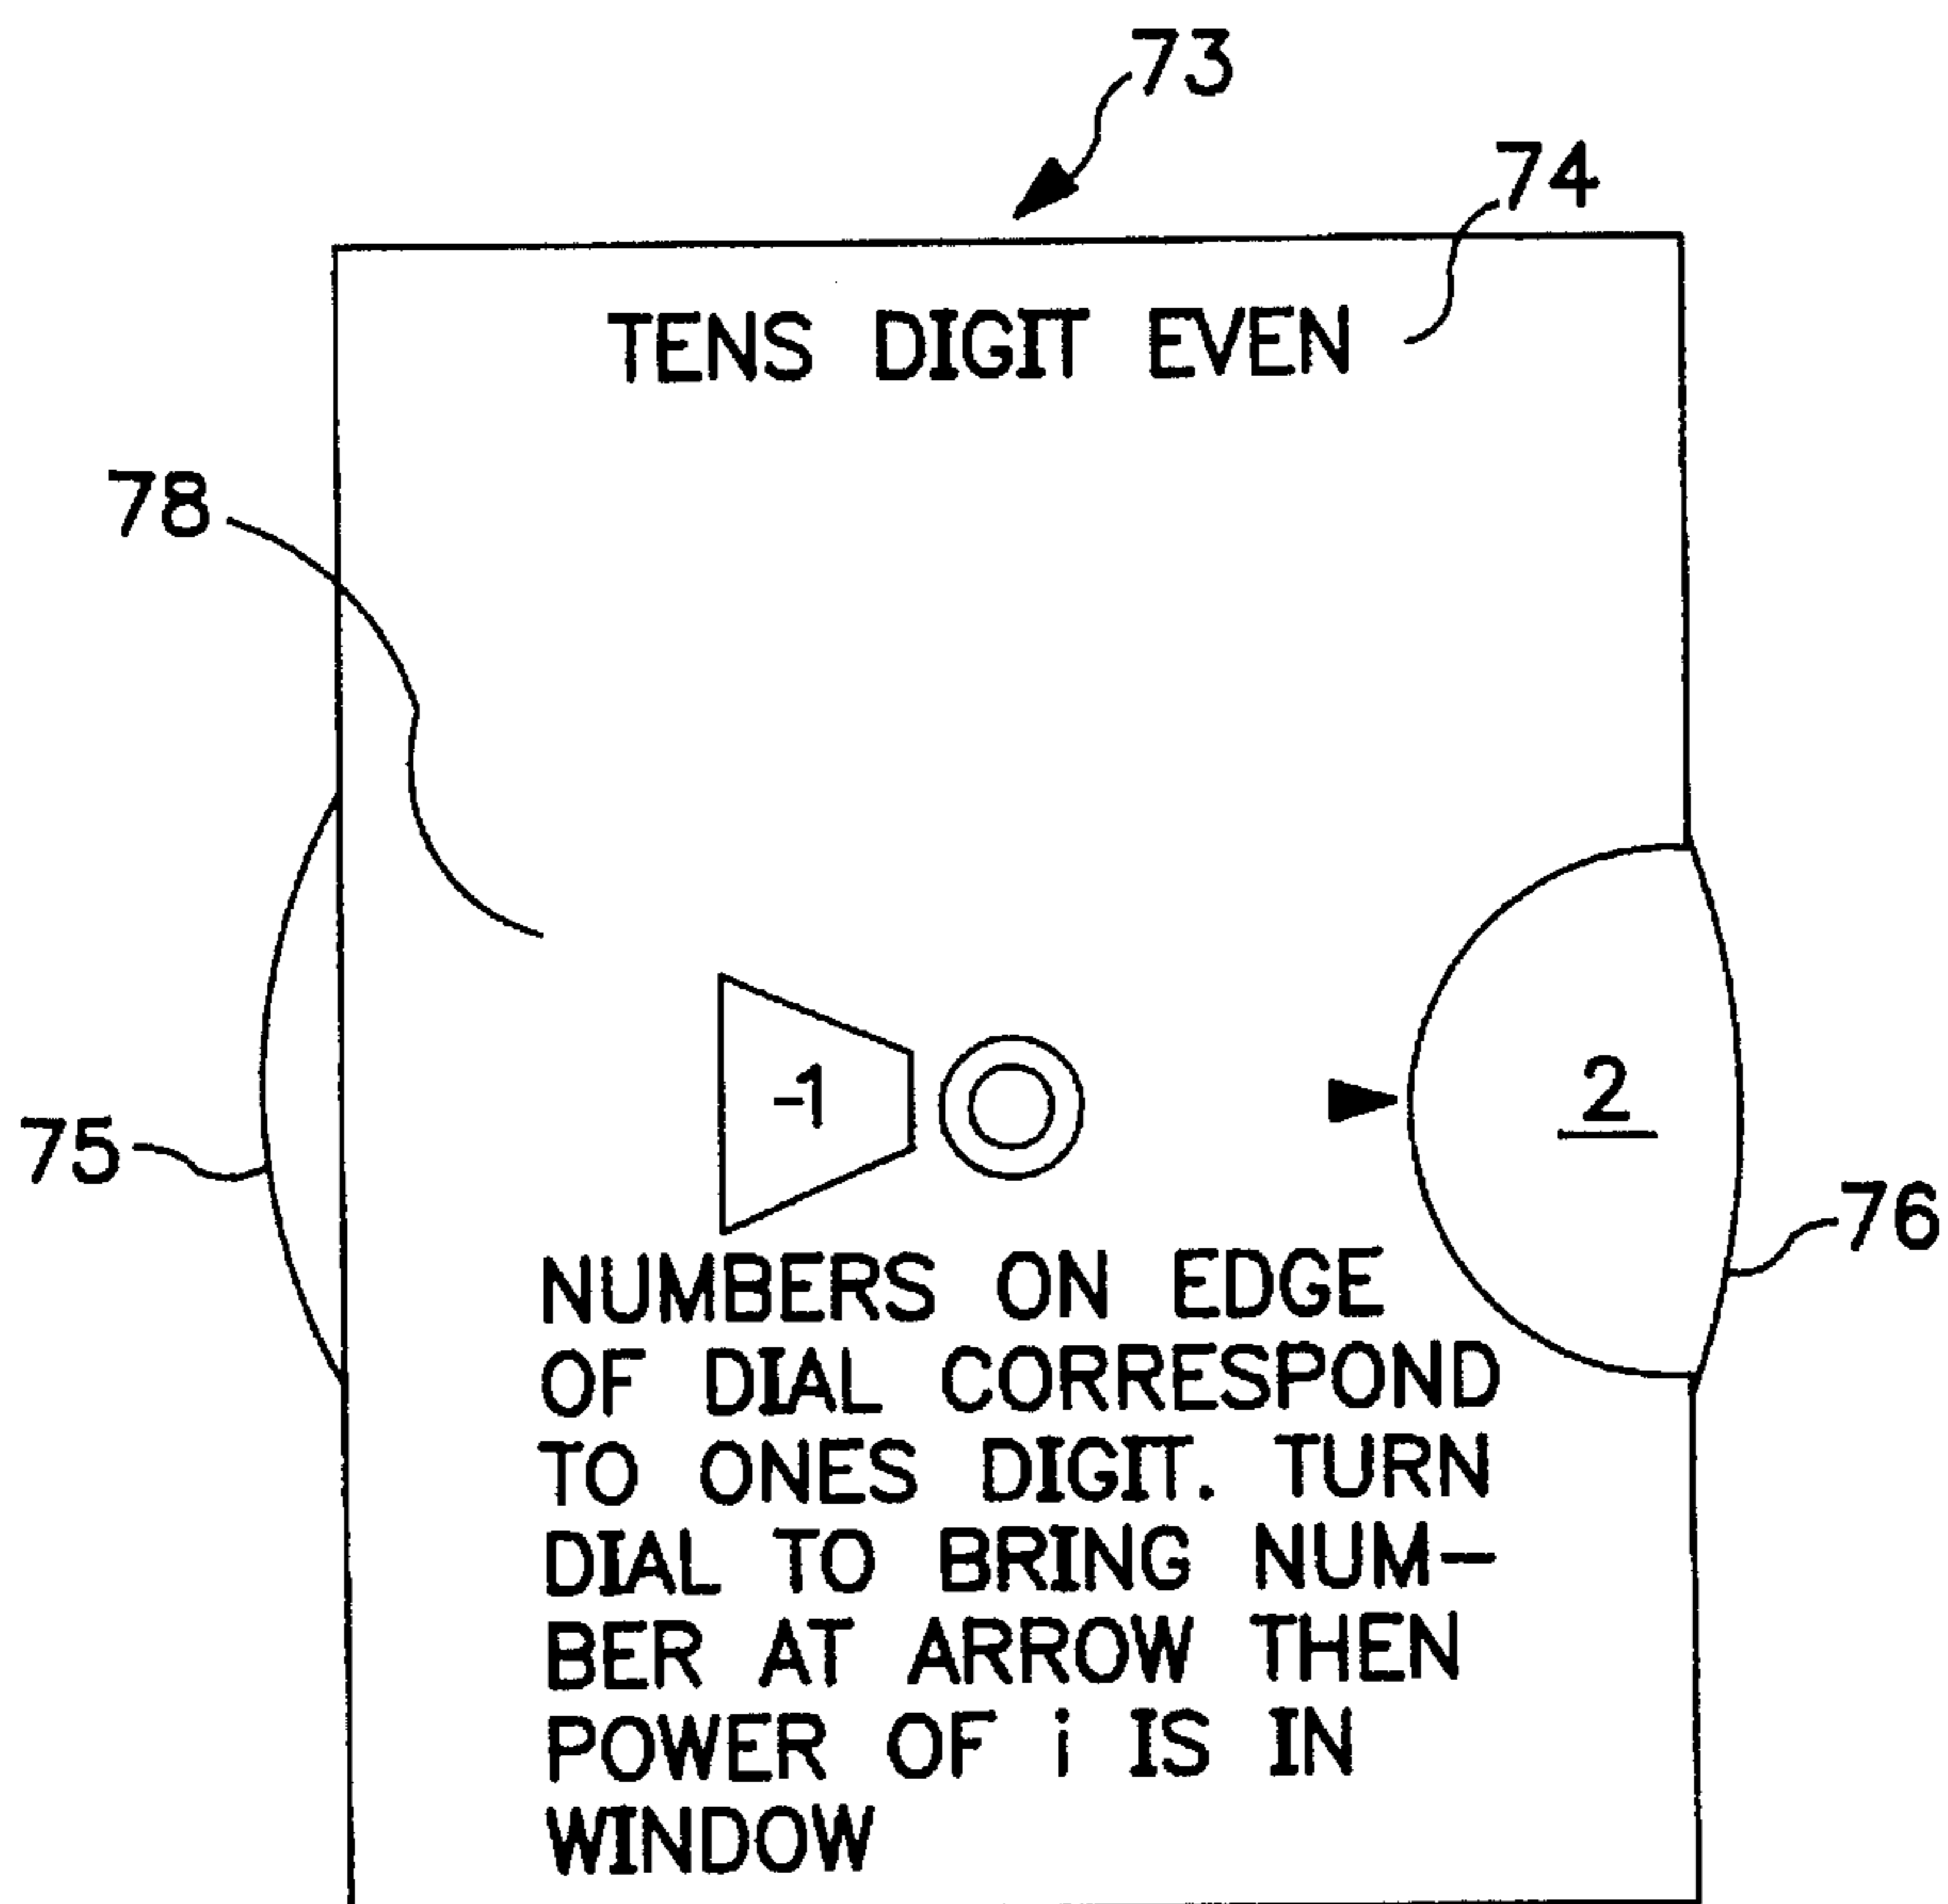 73
74
TENS DIGIT EVEN
78
-1
2
75
76
NUMBERS ON EDGE
OF DIAL CORRESPOND
TO ONES DIGIT. TURN
DIAL TO BRING NUM-
BER AT ARROW THEN
POWER OF i IS IN
WINDOW